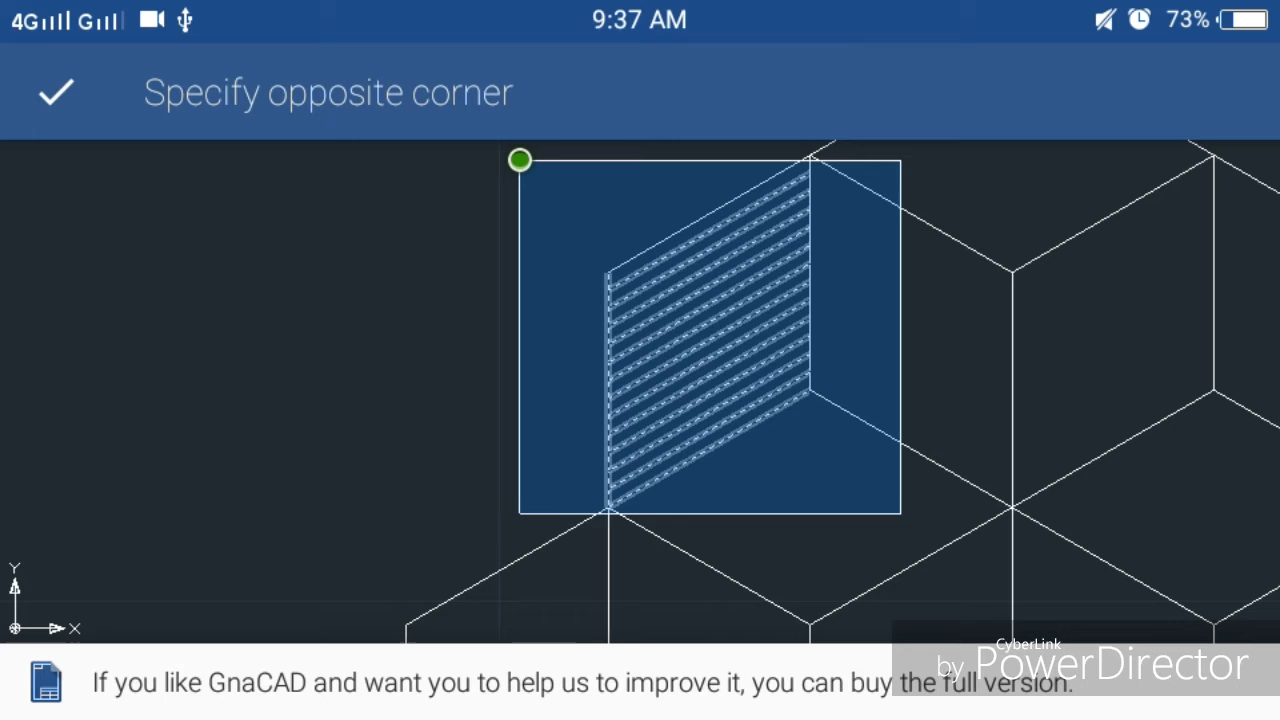 4G G 9:37 AM 73%
Specify opposite corner
Y
X
If you like GnaCAD and want you to help us to improve it, you can buy the full version.
CyberLink
by PowerDirector